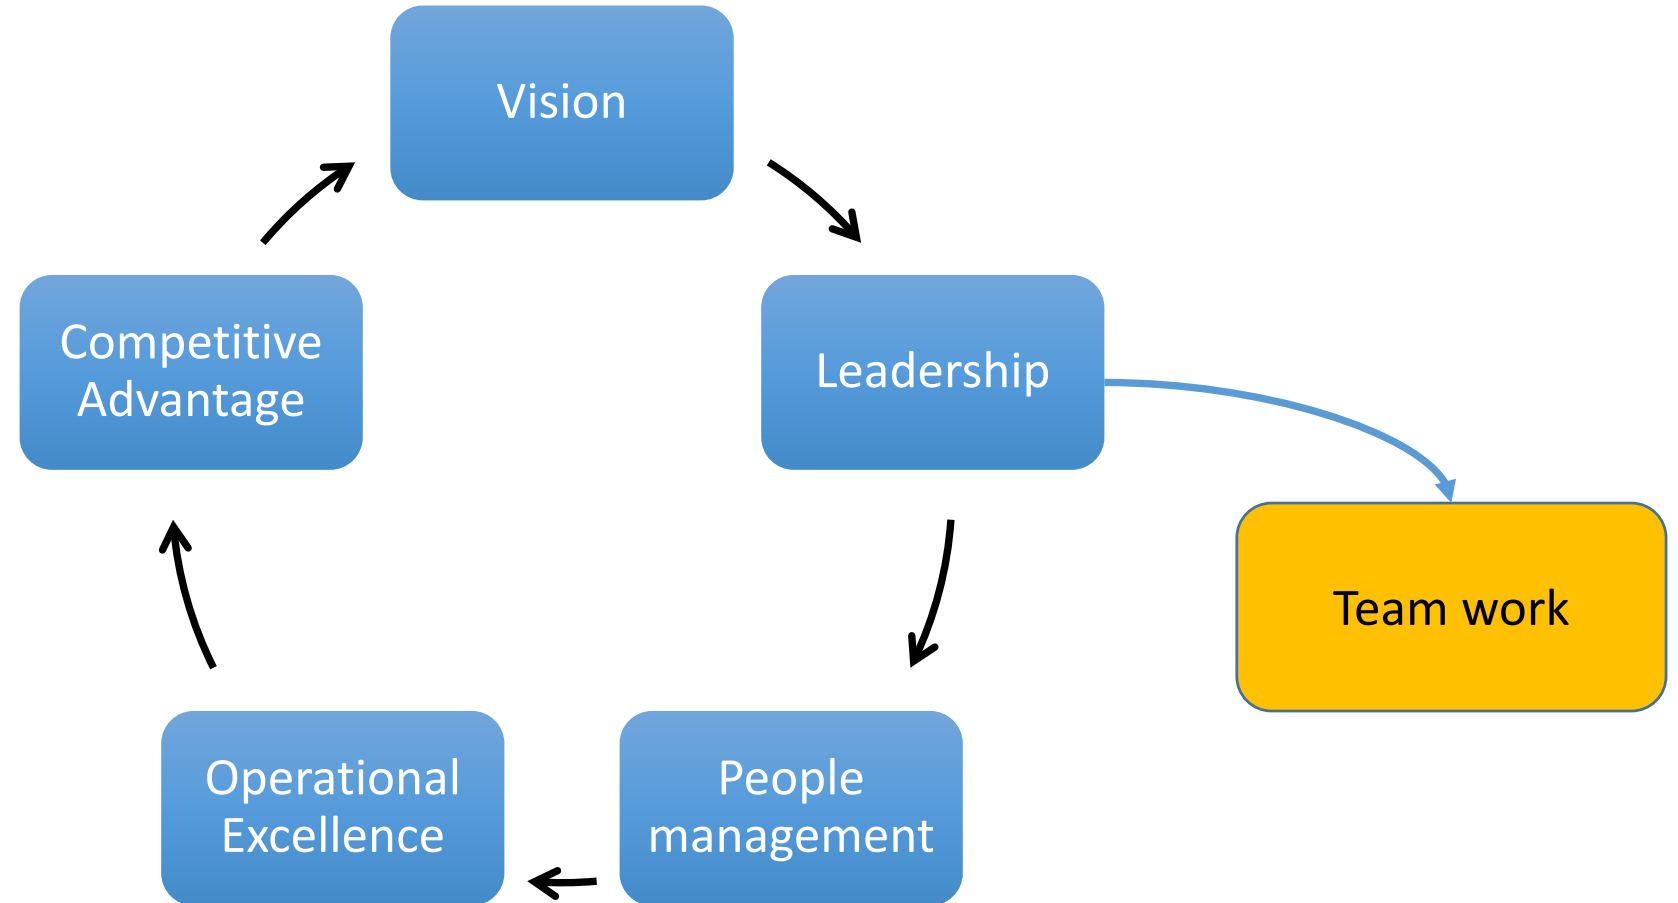 Vision
Leadership
Team work
People
management
Operational
Excellence
Competitive
Advantage